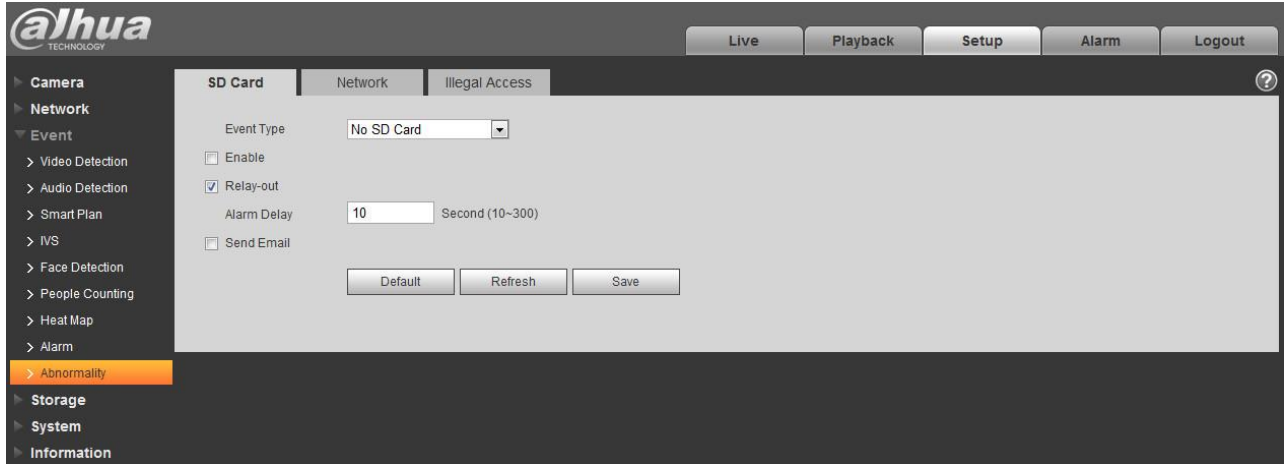 alhua
TECHNOLOGY
Live
Playback
Setup
Alarm
Logout
Camera
Network
Event
Video Detection
Audio Detection
Smart Plan
IVS
Face Detection
People Counting
Heat Map
Alarm
Abnormality
Storage
System
Information
SD Card
Network
Illegal Access
?
Event Type
No SD Card
Enable
Relay-out
Alarm Delay
10
Second (10~300)
Send Email
Default
Refresh
Save